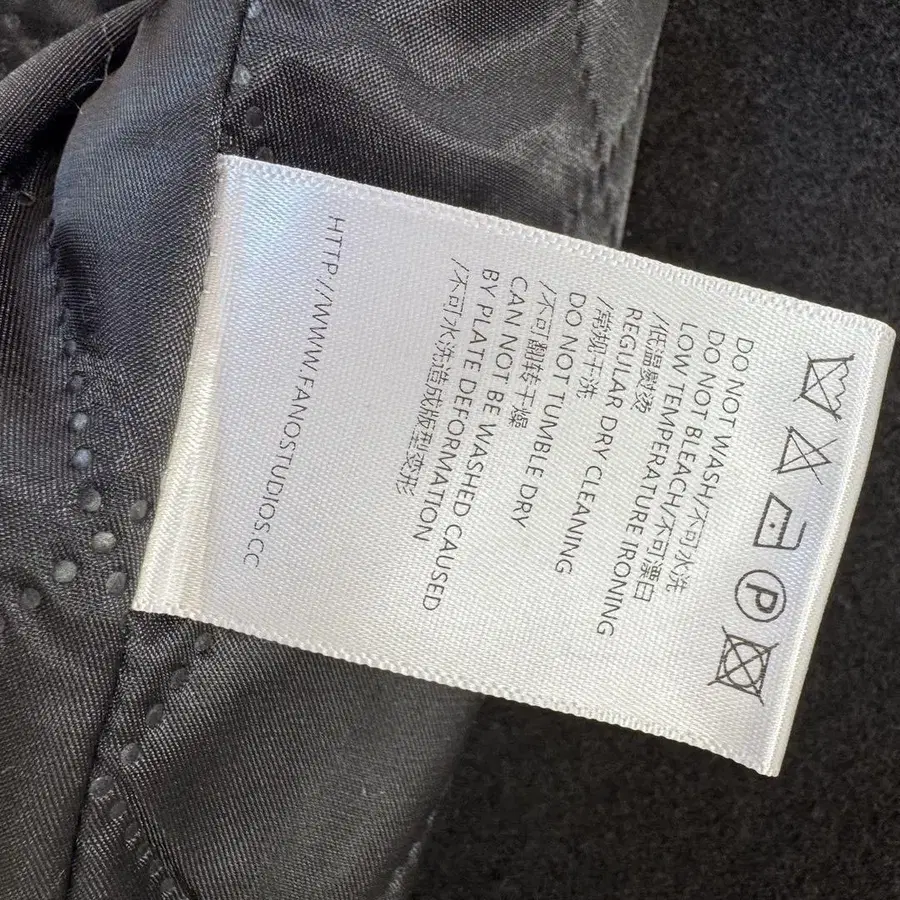 DO NOT WASH/不可水洗
DO NOT BLEACH/不可漂白
LOW TEMPERATURE IRONING
/低温熨烫
REGULAR DRY CLEANING
/常规干洗
DO NOT TUMBLE DRY
/不可翻转干燥
CAN NOT BE WASHED CAUSED
BY PLATE DEFORMATION
/不可水洗造成版型变形
HTTP://WWW.FANOSTUDIOS.CC
P